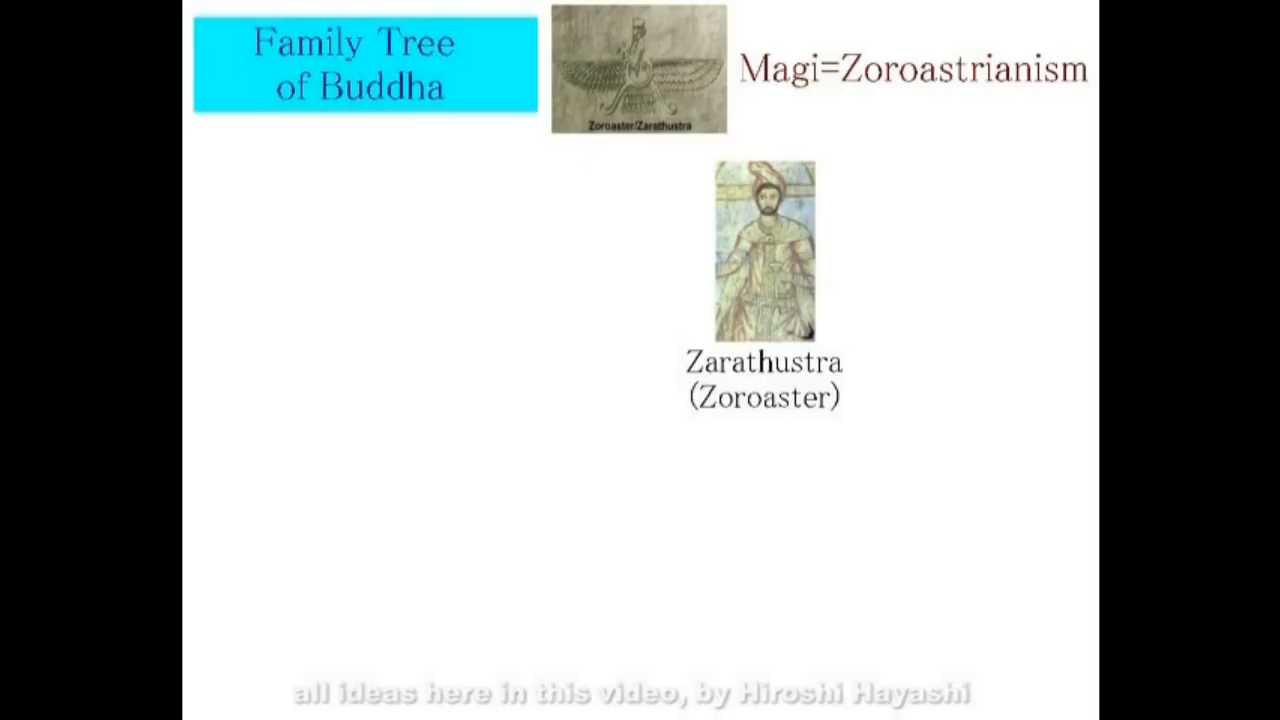 Family Tree
of Buddha
Zoroaster/Zarathustra
Magi=Zoroastrianism
Zarathustra
(Zoroaster)
all ideas here in this video, by Hiroshi Hayashi